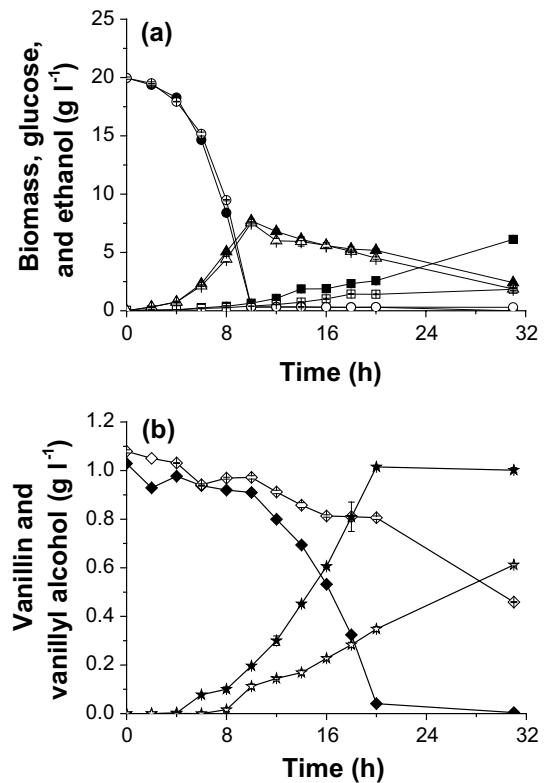 (a)
25
20
15
10
5
0
Biomass, glucose,
and ethanol (g l⁻¹)
0 8 16 24 32
Time (h)
(b)
1.2
1.0
0.8
0.6
0.4
0.2
0.0
Vanillin and
vanillyl alcohol (g l⁻¹)
0 8 16 24 32
Time (h)